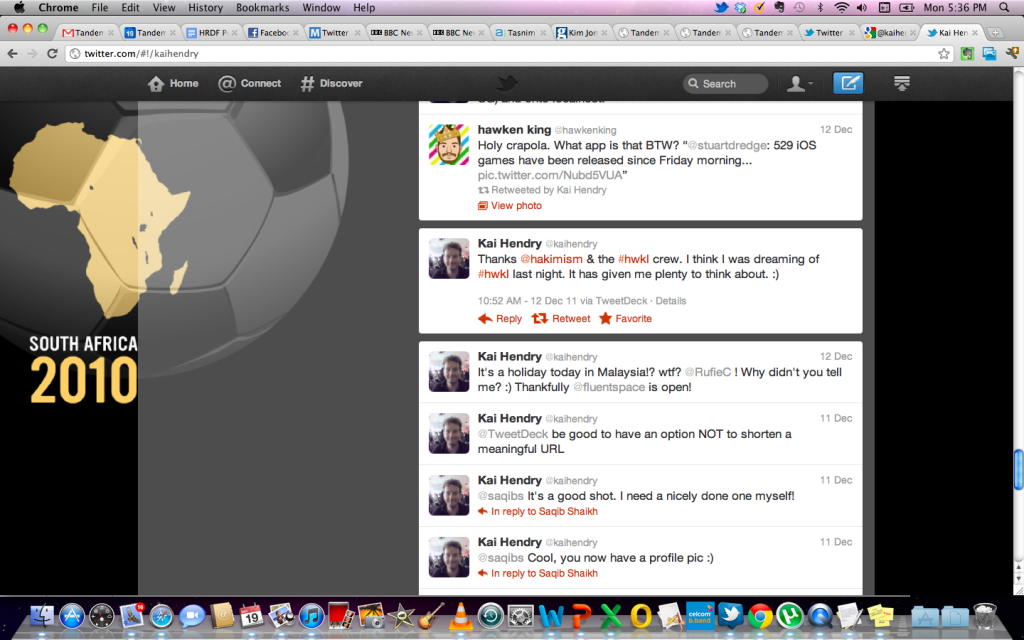 Chrome File Edit View History Bookmarks Window Help
Mon 5:36 PM
Tandem
Tandem
HRDF P
Facebo
Twitter
BBC Ne
BBC Ne
Tasnim
Kim Jon
Tander
Tander
Tander
Twitter
@kaihe
Kai Hen
twitter.com/#!/kaihendry
Home
Connect
Discover
Search
hawken king @hawkenking 12 Dec
Holy crapola. What app is that BTW? “@stuartdredge: 529 iOS
games have been released since Friday morning...
pic.twitter.com/Nubd5VUA”
Retweeted by Kai Hendry
View photo
Kai Hendry @kaihendry
Thanks @hakimism & the #hwkl crew. I think I was dreaming of
#hwkl last night. It has given me plenty to think about. :)
10:52 AM - 12 Dec 11 via TweetDeck · Details
Reply Retweet Favorite
SOUTH AFRICA
2010
Kai Hendry @kaihendry 12 Dec
It's a holiday today in Malaysia!? wtf? @RufieC ! Why didn't you tell
me? :) Thankfully @fluentspace is open!
Kai Hendry @kaihendry 11 Dec
@TweetDeck be good to have an option NOT to shorten a
meaningful URL
Kai Hendry @kaihendry 11 Dec
@saqibs It's a good shot. I need a nicely done one myself!
In reply to Saqib Shaikh
Kai Hendry @kaihendry 11 Dec
@saqibs Cool, you now have a profile pic :)
In reply to Saqib Shaikh
19
celcom